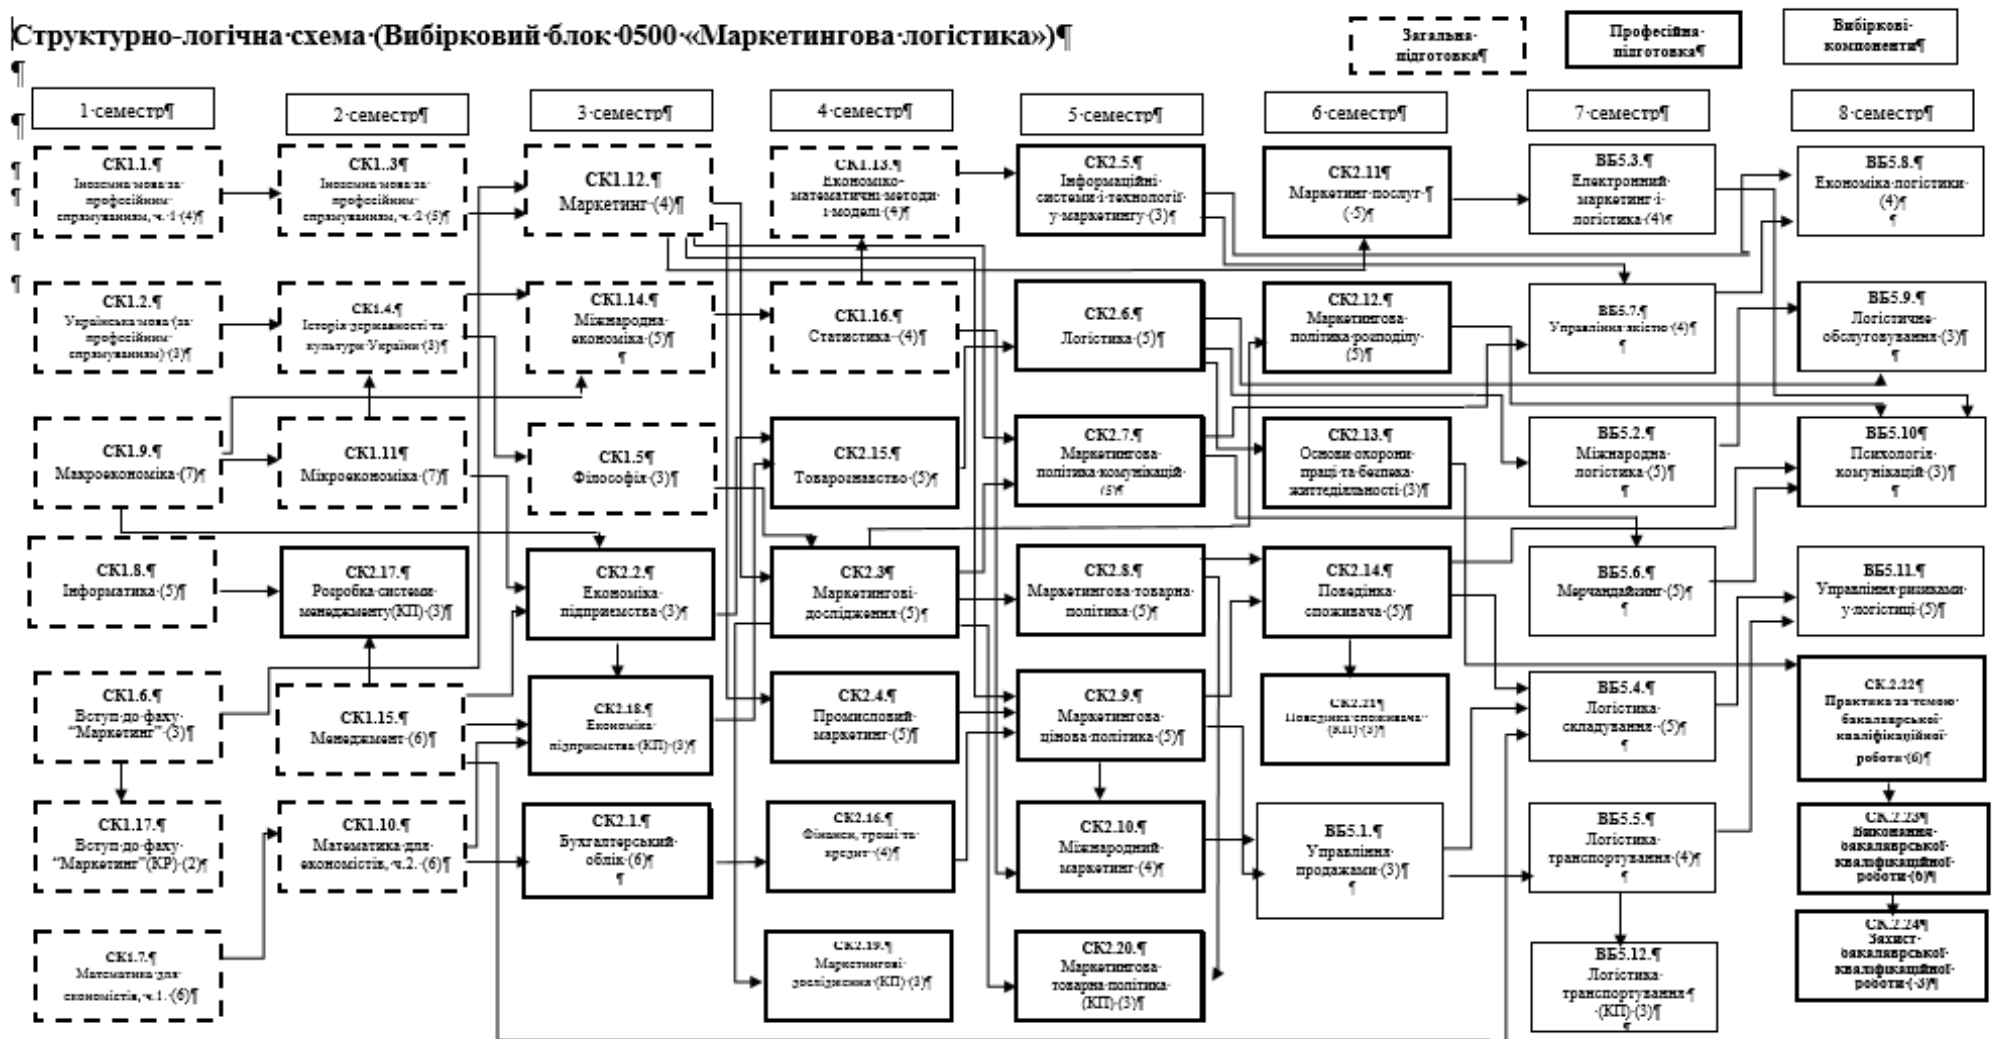 Структурно-логічна·схема·(Вибірковий·блок·0500·«Маркетингова·логістика»)¶
Загальна·
підготовка¶
Професійна·
підготовка¶
Вибіркові·
компоненти¶
¶
¶
¶
¶
¶
¶
1·семестр¶
2·семестр¶
3·семестр¶
4·семестр¶
5·семестр¶
6·семестр¶
7·семестр¶
8·семестр¶
СК1.1.¶
Іноземна·мова·за·
професійним·
спрямуванням,·ч.·1·(4)¶
СК1..3¶
Іноземна·мова·за·
професійним·
спрямуванням,·ч.·2·(5)¶
СК1.12.¶
Маркетинг·(4)¶
СК1.13.¶
Економіко-
математичні·методи·
і·моделі·(4)¶
СК2.5.¶
Інформаційні·
системи·і·технології·
у·маркетингу·(3)¶
СК2.11¶
Маркетинг·послуг·¶
(·5)¶
ВБ5.3.¶
Електронний·
маркетинг·і·
логістика·(4)¶
ВБ5.8.¶
Економіка·логістики·
(4)¶
¶
СК1.2.¶
Українська·мова·(за·
професійним·
спрямуванням)·(3)¶
СК1.4.¶
Історія·державності·та·
культури·України·(3)¶
СК1.14.¶
Міжнародна·
економіка·(5)¶
¶
СК1.16.¶
Статистика··(4)¶
СК2.6.¶
Логістика·(5)¶
СК2.12.¶
Маркетингова·
політика·розподілу·
(5)¶
ВБ5.7.¶
Управління·якістю·(4)¶
¶
ВБ5.9.¶
Логістичне·
обслуговування·(3)¶
¶
СК1.9.¶
Макроекономіка·(7)¶
СК1.11¶
Мікроекономіка·(7)¶
СК1.5¶
Філософія·(3)¶
СК2.15.¶
Товарознавство·(5)¶
СК2.7.¶
Маркетингова·
політика·комунікацій·
(5)¶
СК2.13.¶
Основи·охорони·
праці·та·безпека·
життєдіяльності·(3)¶
ВБ5.2.¶
Міжнародна·
логістика·(5)¶
¶
ВБ5.10¶
Психологія·
комунікацій·(3)¶
¶
СК1.8.¶
Інформатика·(5)¶
СК2.17.¶
Розробка·системи·
менеджменту(КП)·(3)¶
СК2.2.¶
Економіка·
підприємства·(3)¶
СК2.3¶
Маркетингові·
дослідження·(5)¶
СК2.8.¶
Маркетингова·товарна·
політика·(5)¶
СК2.14.¶
Поведінка·
споживача·(5)¶
ВБ5.6.¶
Мерчандайзинг·(5)¶
¶
ВБ5.11.¶
Управління·ризиками·
у·логістиці·(5)¶
СК1.6.¶
Вступ·до·фаху·
“Маркетинг”·(3)¶
СК1.15.¶
Менеджмент·(6)¶
СК2.18.¶
Економіка·
підприємства·(КП)·(3)¶
СК2.4.¶
Промисловий·
маркетинг·(5)¶
СК2.9.¶
Маркетингова·
цінова·політика·(5)¶
СК2.21¶
Поведінка·споживача··
(КП)·(3)¶
ВБ5.4.¶
Логістика·
складування··(5)¶
¶
СК.2.22¶
Практика·за·темою·
бакалаврської·
кваліфікаційної·
роботи·(6)¶
СК1.17.¶
Вступ·до·фаху·
“Маркетинг”(КР)·(2)¶
СК1.10.¶
Математика·для·
економістів,·ч.2.·(6)¶
СК2.1.¶
Бухгалтерський·
облік·(6)¶
¶
СК2.16.¶
Фінанси,·гроші·та·
кредит··(4)¶
СК2.10.¶
Міжнародний·
маркетинг·(4)¶
ВБ5.1.¶
Управління·
продажами·(3)¶
¶
ВБ5.5.¶
Логістика·
транспортування·(4)¶
¶
СК.2.23¶
Виконання·
бакалаврської·
кваліфікаційної·
роботи·(6)¶
СК1.7.¶
Математика·для·
економістів,·ч.1.·(6)¶
СК2.19.¶
Маркетингові·
дослідження·(КП)·(3)¶
СК2.20.¶
Маркетингова·
товарна·політика·
(КП)·(3)¶
ВБ5.12.¶
Логістика·
транспортування·¶
·(КП)·(3)¶
¶
СК.2.24¶
Захист·
бакалаврської·
кваліфікаційної·
роботи·(·3)¶